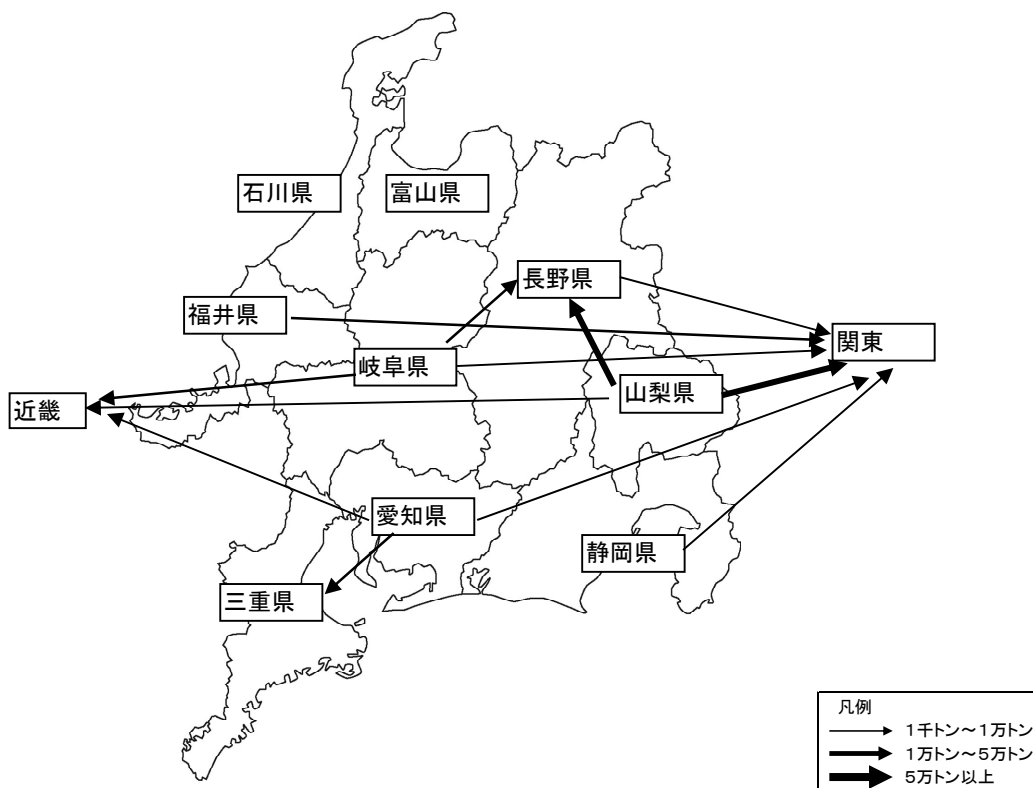 石川県
富山県
長野県
福井県
関東
岐阜県
山梨県
近畿
愛知県
静岡県
三重県
凡例
1千トン～1万トン
1万トン～5万トン
5万トン以上